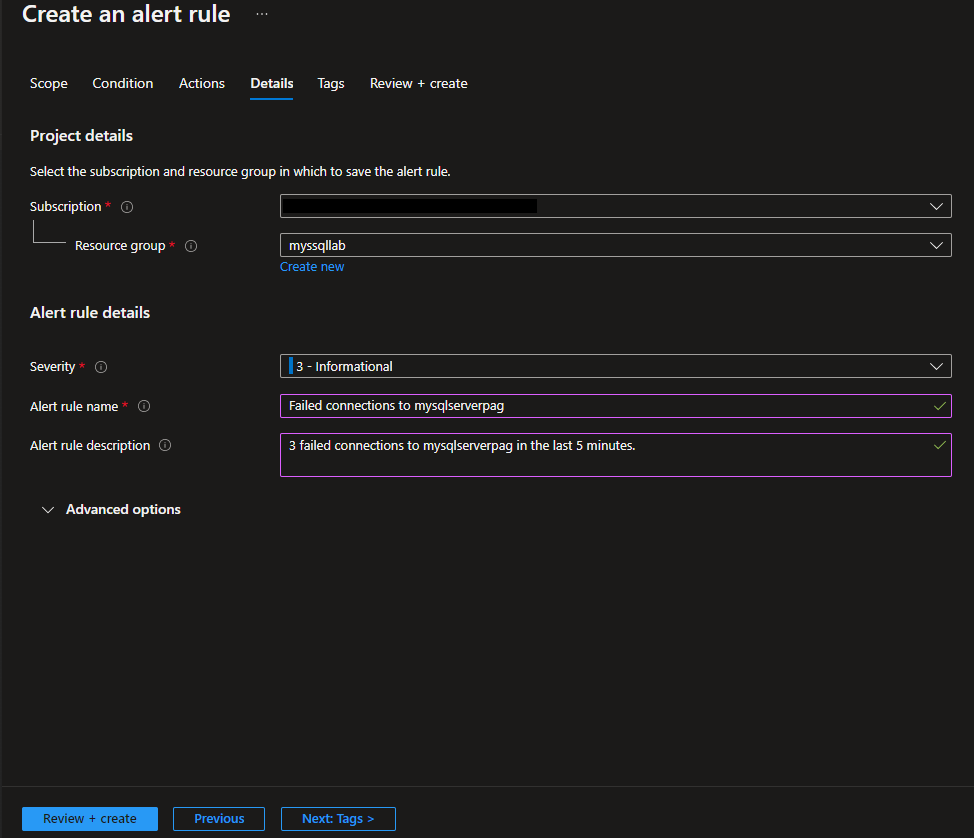 Create an alert rule ...
Scope Condition Actions Details Tags Review + create
Project details
Select the subscription and resource group in which to save the alert rule.
Subscription *
Resource group * myssqllab
Create new
Alert rule details
Severity * 3 - Informational
Alert rule name * Failed connections to mysqlserverpag
Alert rule description 3 failed connections to mysqlserverpag in the last 5 minutes.
Advanced options
Review + create Previous Next: Tags >